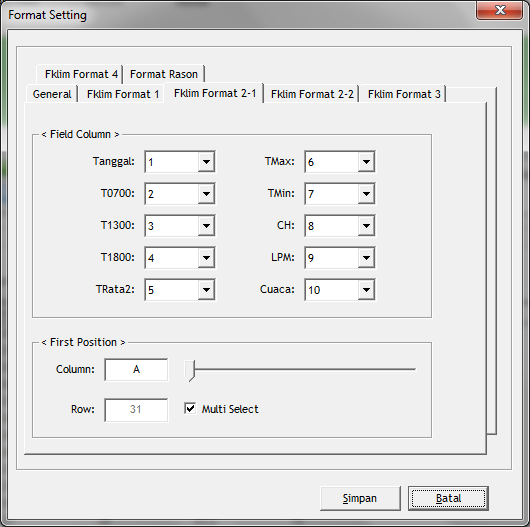 Format Setting
Fklim Format 4 Format Rason
General Fklim Format 1 Fklim Format 2-1 Fklim Format 2-2 Fklim Format 3
< Field Column >
Tanggal: 1 TMax: 6
T0700: 2 TMin: 7
T1300: 3 CH: 8
T1800: 4 LPM: 9
TRata2: 5 Cuaca: 10
< First Position >
Column: A
Row: 31 Multi Select
Simpan Batal